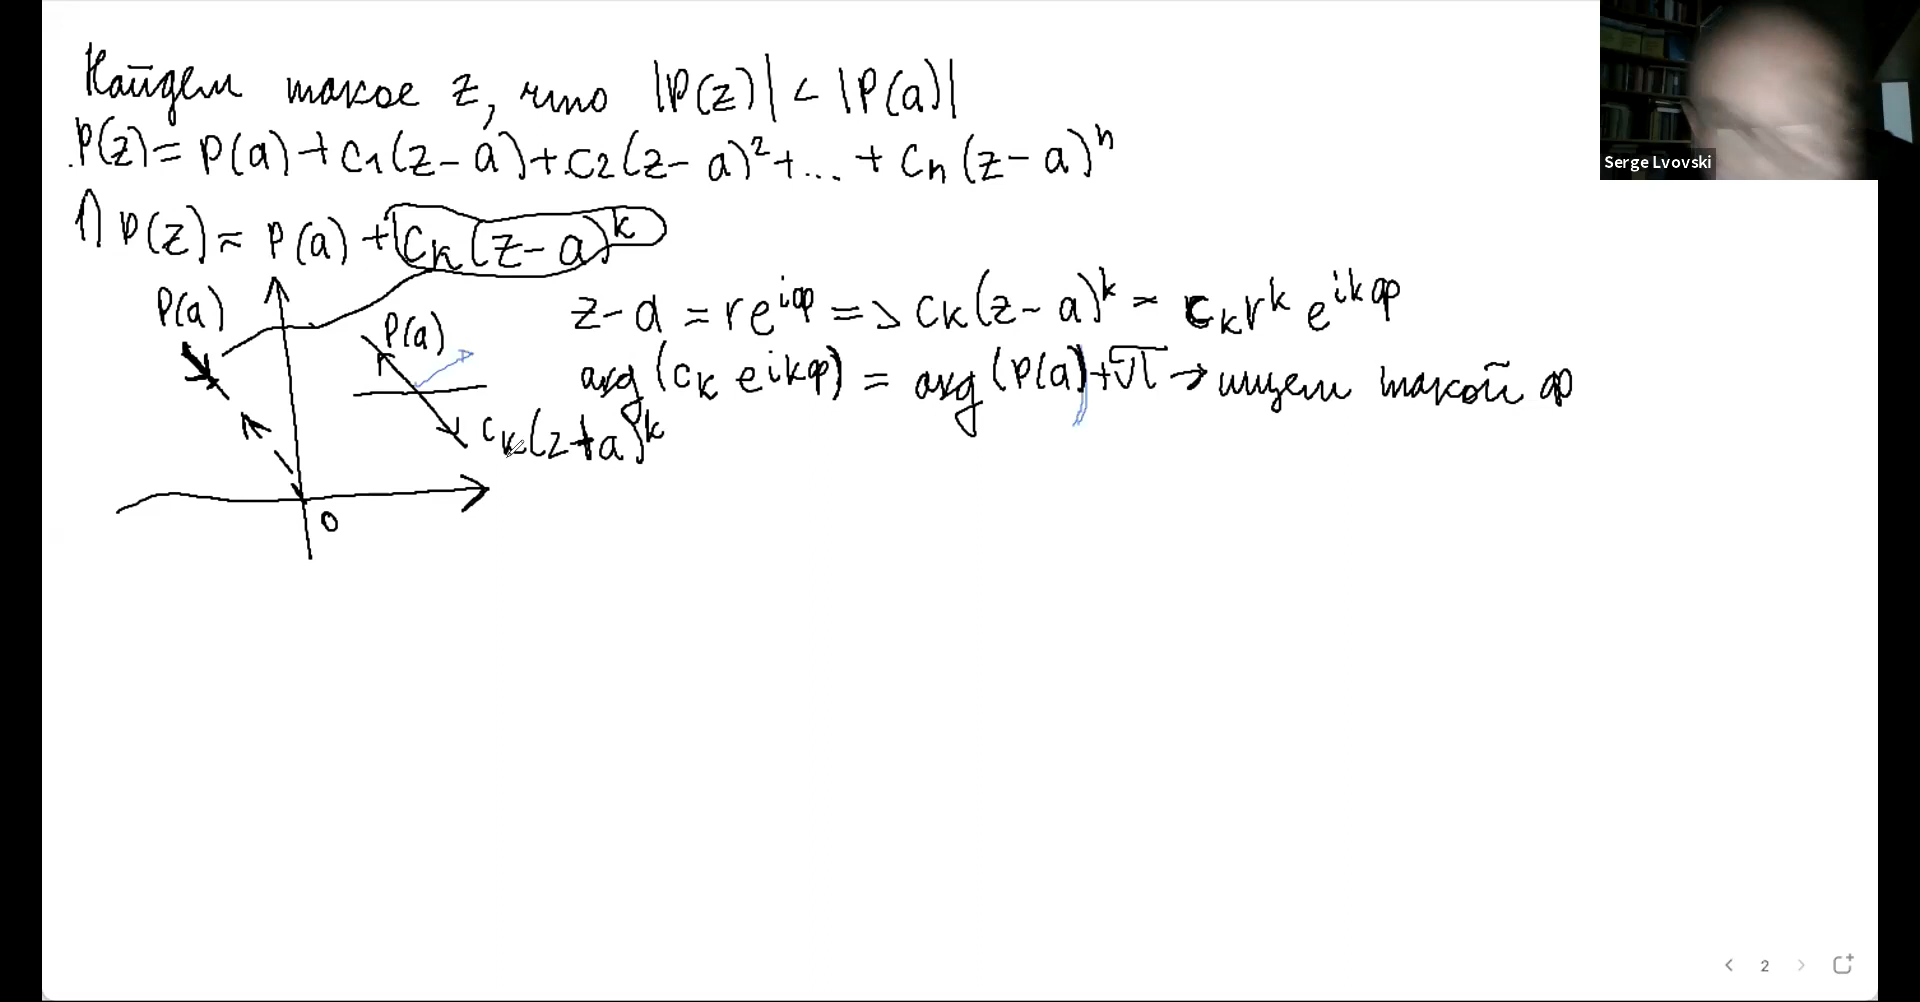 Найдем такое z, что |P(z)| < |P(a)|
P(z) = P(a) + c₁(z-a) + c₂(z-a)² + ... + cₙ(z-a)ⁿ
1) P(z) ≈ P(a) + cₖ(z-a)ᵏ
P(a)
P(a)
cₖ(z+a)ᵏ
0
z-a = re^{iφ} => cₖ(z-a)ᵏ = cₖrᵏ e^{ikφ}
arg(cₖ e^{ikφ}) = arg(P(a)) + π → ищем такой φ
Serge Lvovski
2